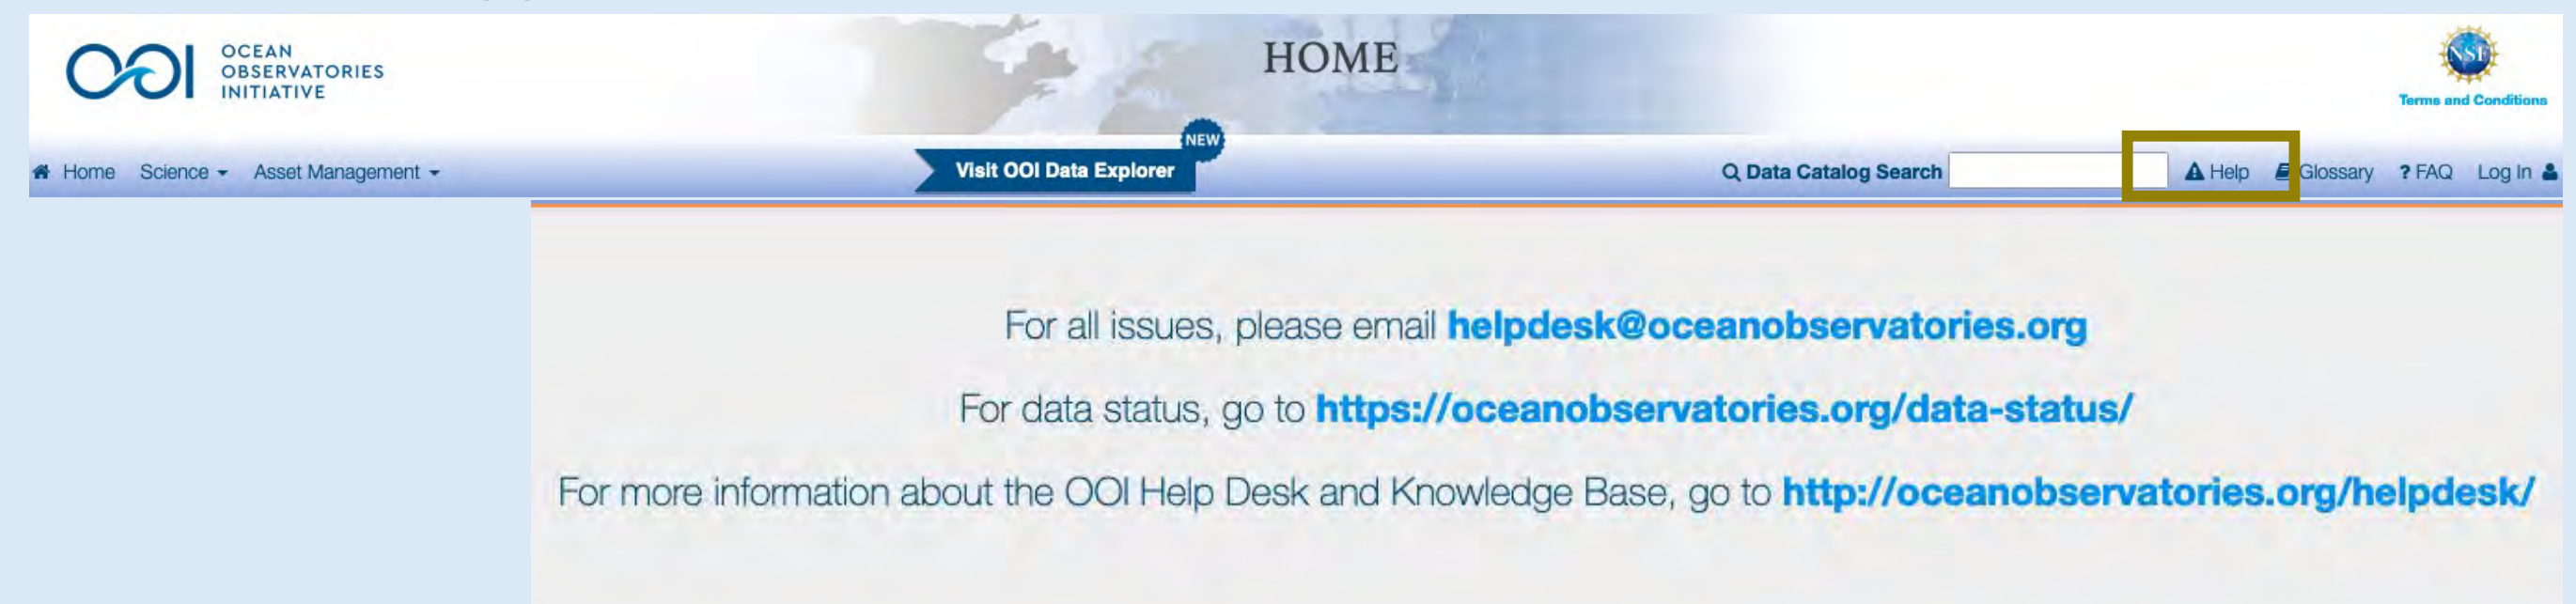 OOI
OCEAN
OBSERVATORIES
INITIATIVE
HOME
NSF
Terms and Conditions
NEW
Home Science Asset Management Visit OOI Data Explorer Data Catalog Search Help Glossary ? FAQ Log In
For all issues, please email helpdesk@oceanobservatories.org
For data status, go to https://oceanobservatories.org/data-status/
For more information about the OOI Help Desk and Knowledge Base, go to http://oceanobservatories.org/helpdesk/